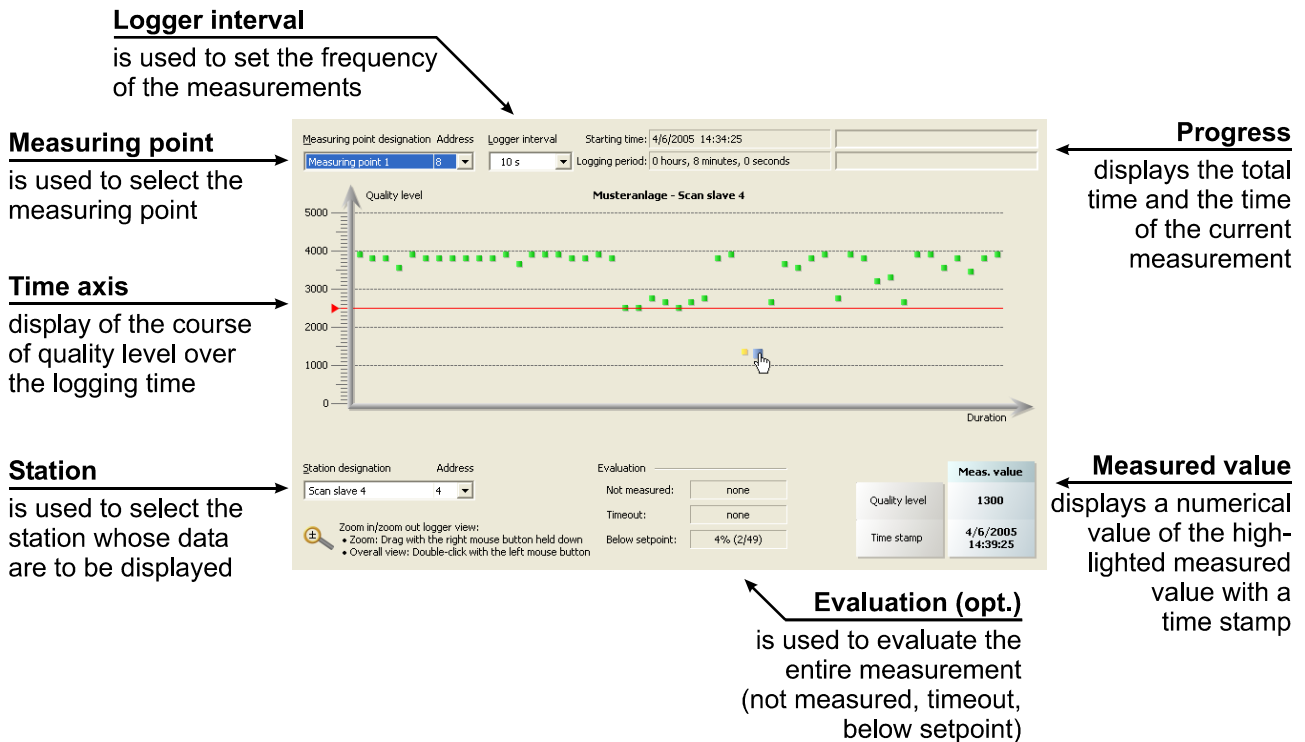 Logger interval
is used to set the frequency
of the measurements
Measuring point
is used to select the
measuring point
Time axis
display of the course
of quality level over
the logging time
Station
is used to select the
station whose data
are to be displayed
Measuring point designation Address Logger interval Starting time: 4/6/2005 14:34:25
Measuring point 1 8 10 s Logging period: 0 hours, 8 minutes, 0 seconds
Quality level Musteranlage - Scan slave 4
5000
4000
3000
2000
1000
0
Duration
Station designation Address
Scan slave 4 4
Zoom in/zoom out logger view:
• Zoom: Drag with the right mouse button held down
• Overall view: Double-click with the left mouse button
Evaluation
Not measured: none
Timeout: none
Below setpoint: 4% (2/49)
Meas. value
Quality level 1300
Time stamp 4/6/2005
14:39:25
Progress
displays the total
time and the time
of the current
measurement
Measured value
displays a numerical
value of the high-
lighted measured
value with a
time stamp
Evaluation (opt.)
is used to evaluate the
entire measurement
(not measured, timeout,
below setpoint)